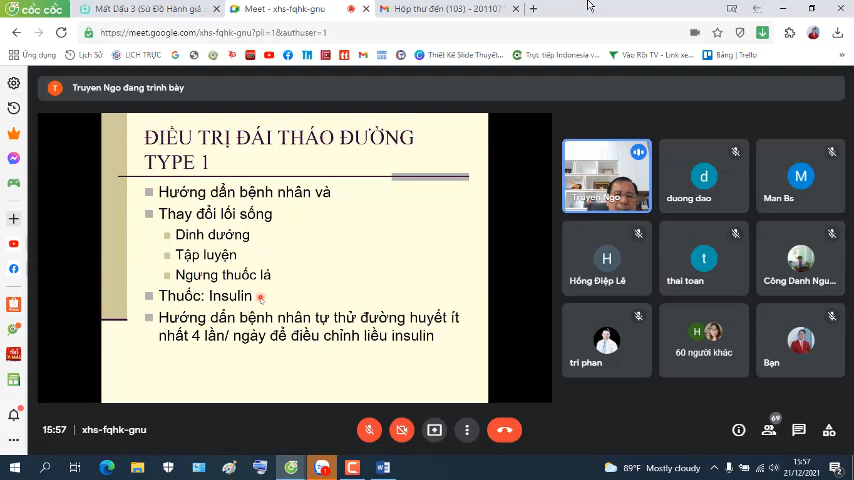 cốc cốc
Mất Dấu 3 (Sứ Đồ Hành giả :
Meet - xhs-fqhk-gnu
Hộp thư đến (103) - 201107
https://meet.google.com/xhs-fqhk-gnu?pli=1&authuser=1
Ứng dụng
Lịch Sử
LỊCH TRỰC
Thiết Kế Slide Thuyết...
Trực tiếp Indonesia v...
Vào Rồi TV - Link xe...
Bảng | Trello
T
Truyen Ngo đang trình bày
ĐIỀU TRỊ ĐÁI THÁO ĐƯỜNG
TYPE 1
Hướng dẩn bệnh nhân và
Thay đổi lối sống
Dinh dưỡng
Tập luyện
Ngưng thuốc lá
Thuốc: Insulin
Hướng dẩn bệnh nhân tự thử đường huyết ít
nhất 4 lần/ ngày để điều chỉnh liều insulin
Truyen Ngo
d
duong dao
M
Man Bs
H
Hồng Điệp Lê
t
thai toan
Công Danh Ngu...
tri phan
H
60 người khác
Bạn
15:57
xhs-fqhk-gnu
69
89°F Mostly cloudy
15:57
21/12/2021